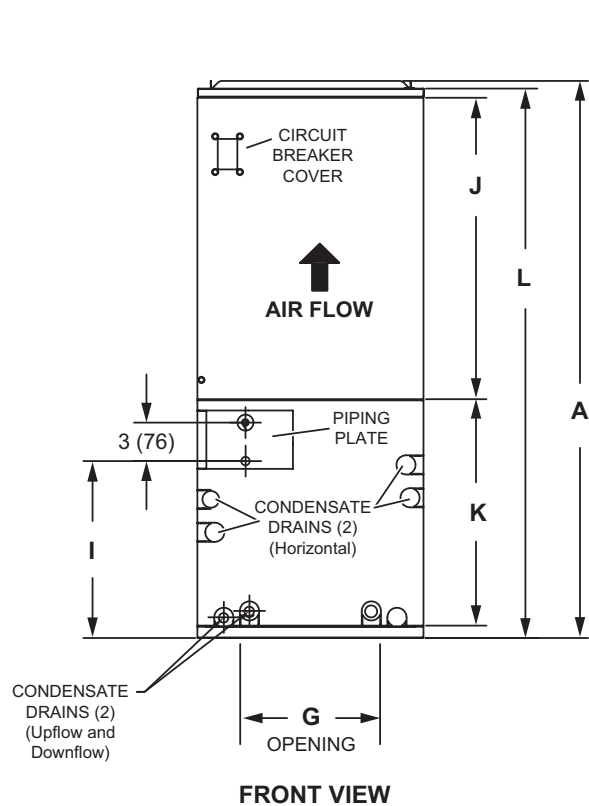 CIRCUIT
BREAKER
COVER
J
L
AIR FLOW
A
3 (76)
PIPING
PLATE
CONDENSATE
DRAINS (2)
(Horizontal)
K
I
CONDENSATE
DRAINS (2)
(Upflow and
Downflow)
G
OPENING
FRONT VIEW